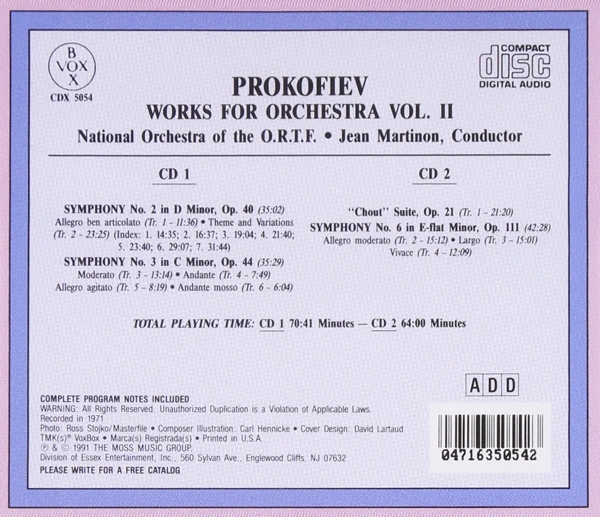 B
VOX
X
CDX 5054
COMPACT
disc
DIGITAL AUDIO
PROKOFIEV
WORKS FOR ORCHESTRA VOL. II
National Orchestra of the O.R.T.F. • Jean Martinon, Conductor
CD 1
SYMPHONY No. 2 in D Minor, Op. 40 (35:02)
Allegro ben articolato (Tr. 1 - 11:36) • Theme and Variations
(Tr. 2 - 23:25) (Index: 1. 14:35; 2. 16:37; 3. 19:04; 4. 21:40;
5. 23:40; 6. 29:07; 7. 31:44)
SYMPHONY No. 3 in C Minor, Op. 44 (35:29)
Moderato (Tr. 3 - 13:14) • Andante (Tr. 4 - 7:49)
Allegro agitato (Tr. 5 - 8:19) • Andante mosso (Tr. 6 - 6:04)
CD 2
"Chout" Suite, Op. 21 (Tr. 1 - 21:20)
SYMPHONY No. 6 in E-flat Minor, Op. 111 (42:28)
Allegro moderato (Tr. 2 - 15:12) • Largo (Tr. 3 - 15:01)
Vivace (Tr. 4 - 12:09)
TOTAL PLAYING TIME: CD 1 70:41 Minutes — CD 2 64:00 Minutes
ADD
COMPLETE PROGRAM NOTES INCLUDED
WARNING: All Rights Reserved. Unauthorized Duplication is a Violation of Applicable Laws.
Recorded in 1971
Photo: Ross Stojko/Masterfile • Composer Illustration: Carl Hennicke • Cover Design: David Lartaud
TMK(s)® VoxBox • Marca(s) Registrada(s) • Printed in U.S.A.
℗ & © 1991 THE MOSS MUSIC GROUP,
Division of Essex Entertainment, Inc., 560 Sylvan Ave., Englewood Cliffs, NJ 07632
PLEASE WRITE FOR A FREE CATALOG
04716350542